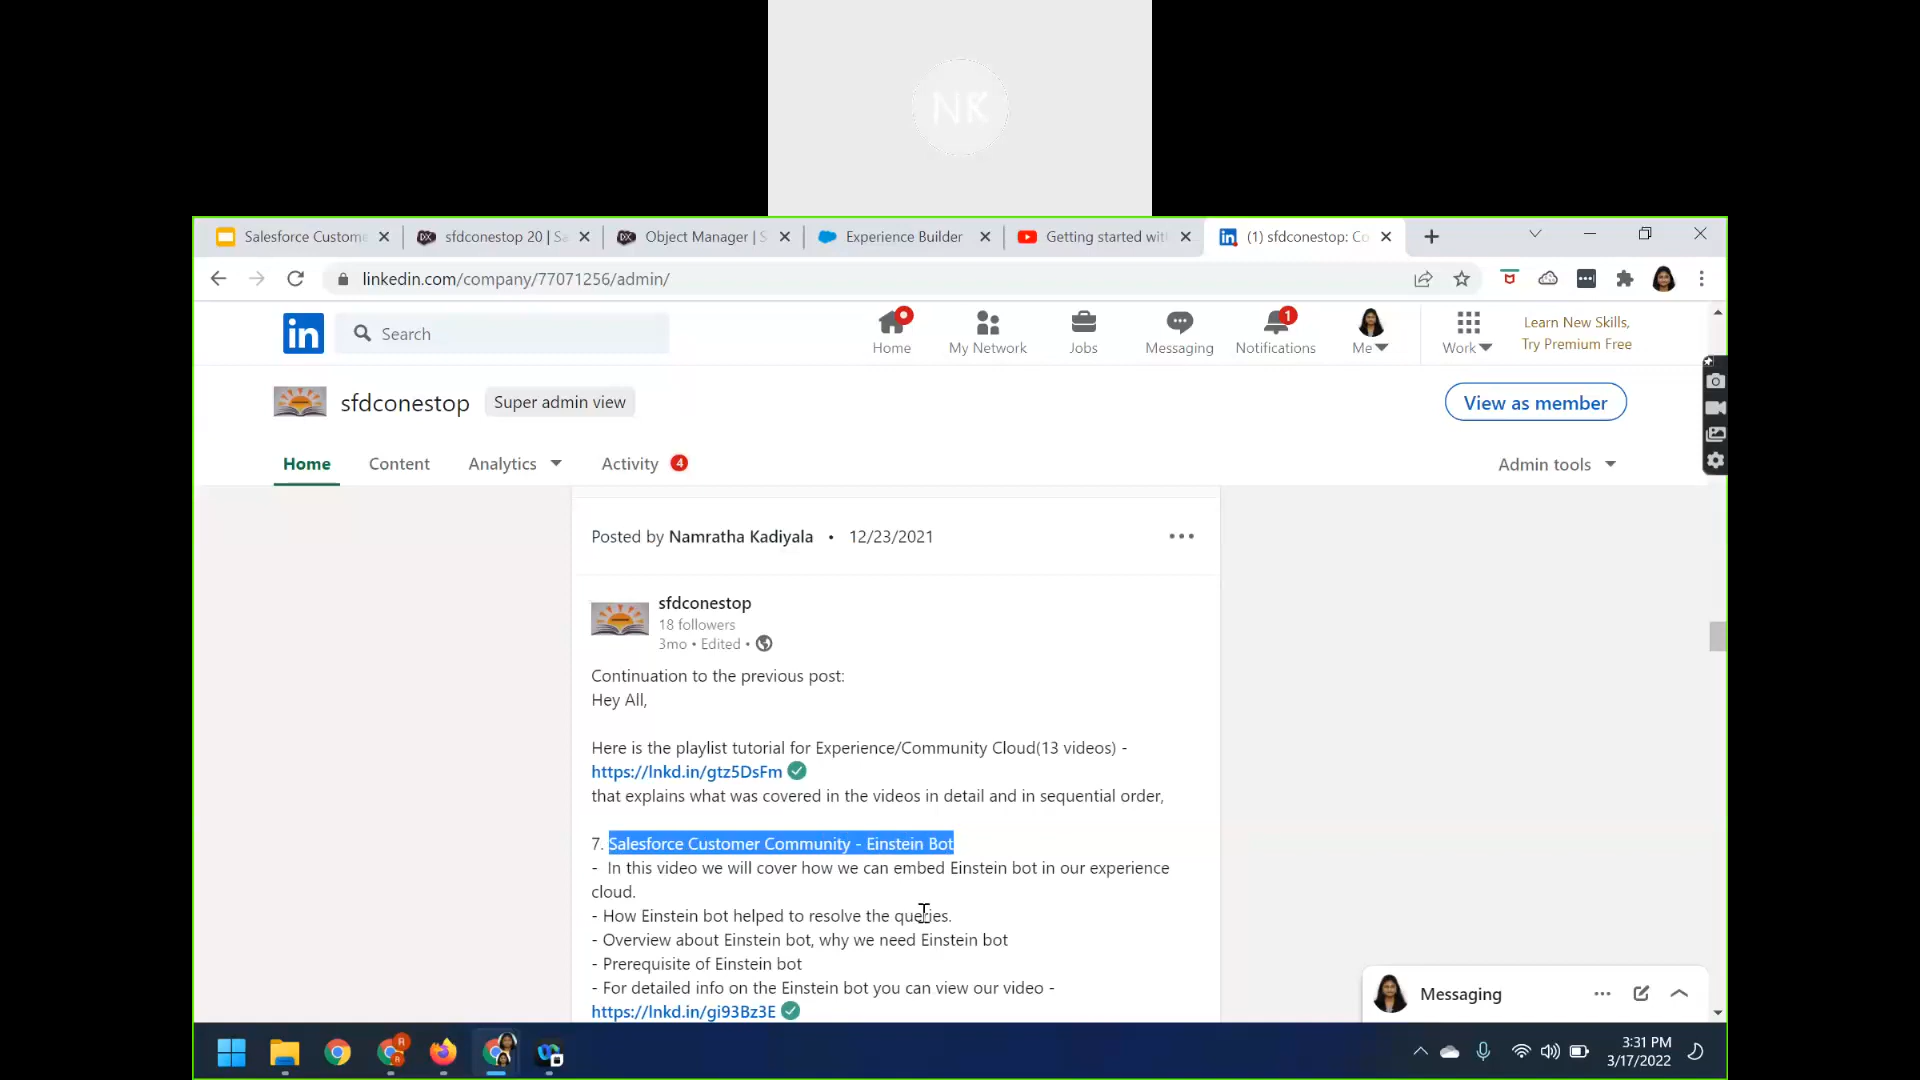 NK
Salesforce Custome
sfdconestop 20 | Sa
Object Manager | S
Experience Builder
Getting started with
(1) sfdconestop: Co
linkedin.com/company/77071256/admin/
in
Search
Home
My Network
Jobs
Messaging
1
Notifications
Me
Work
Learn New Skills,
Try Premium Free
sfdconestop
Super admin view
View as member
Home
Content
Analytics
Activity
4
Admin tools
Posted by Namratha Kadiyala • 12/23/2021
sfdconestop
18 followers
3mo • Edited •
Continuation to the previous post:
Hey All,
Here is the playlist tutorial for Experience/Community Cloud(13 videos) -
https://lnkd.in/gtz5DsFm
that explains what was covered in the videos in detail and in sequential order,
7. Salesforce Customer Community - Einstein Bot
- In this video we will cover how we can embed Einstein bot in our experience
cloud.
- How Einstein bot helped to resolve the queries.
- Overview about Einstein bot, why we need Einstein bot
- Prerequisite of Einstein bot
- For detailed info on the Einstein bot you can view our video -
https://lnkd.in/gi93Bz3E
Messaging
3:31 PM
3/17/2022